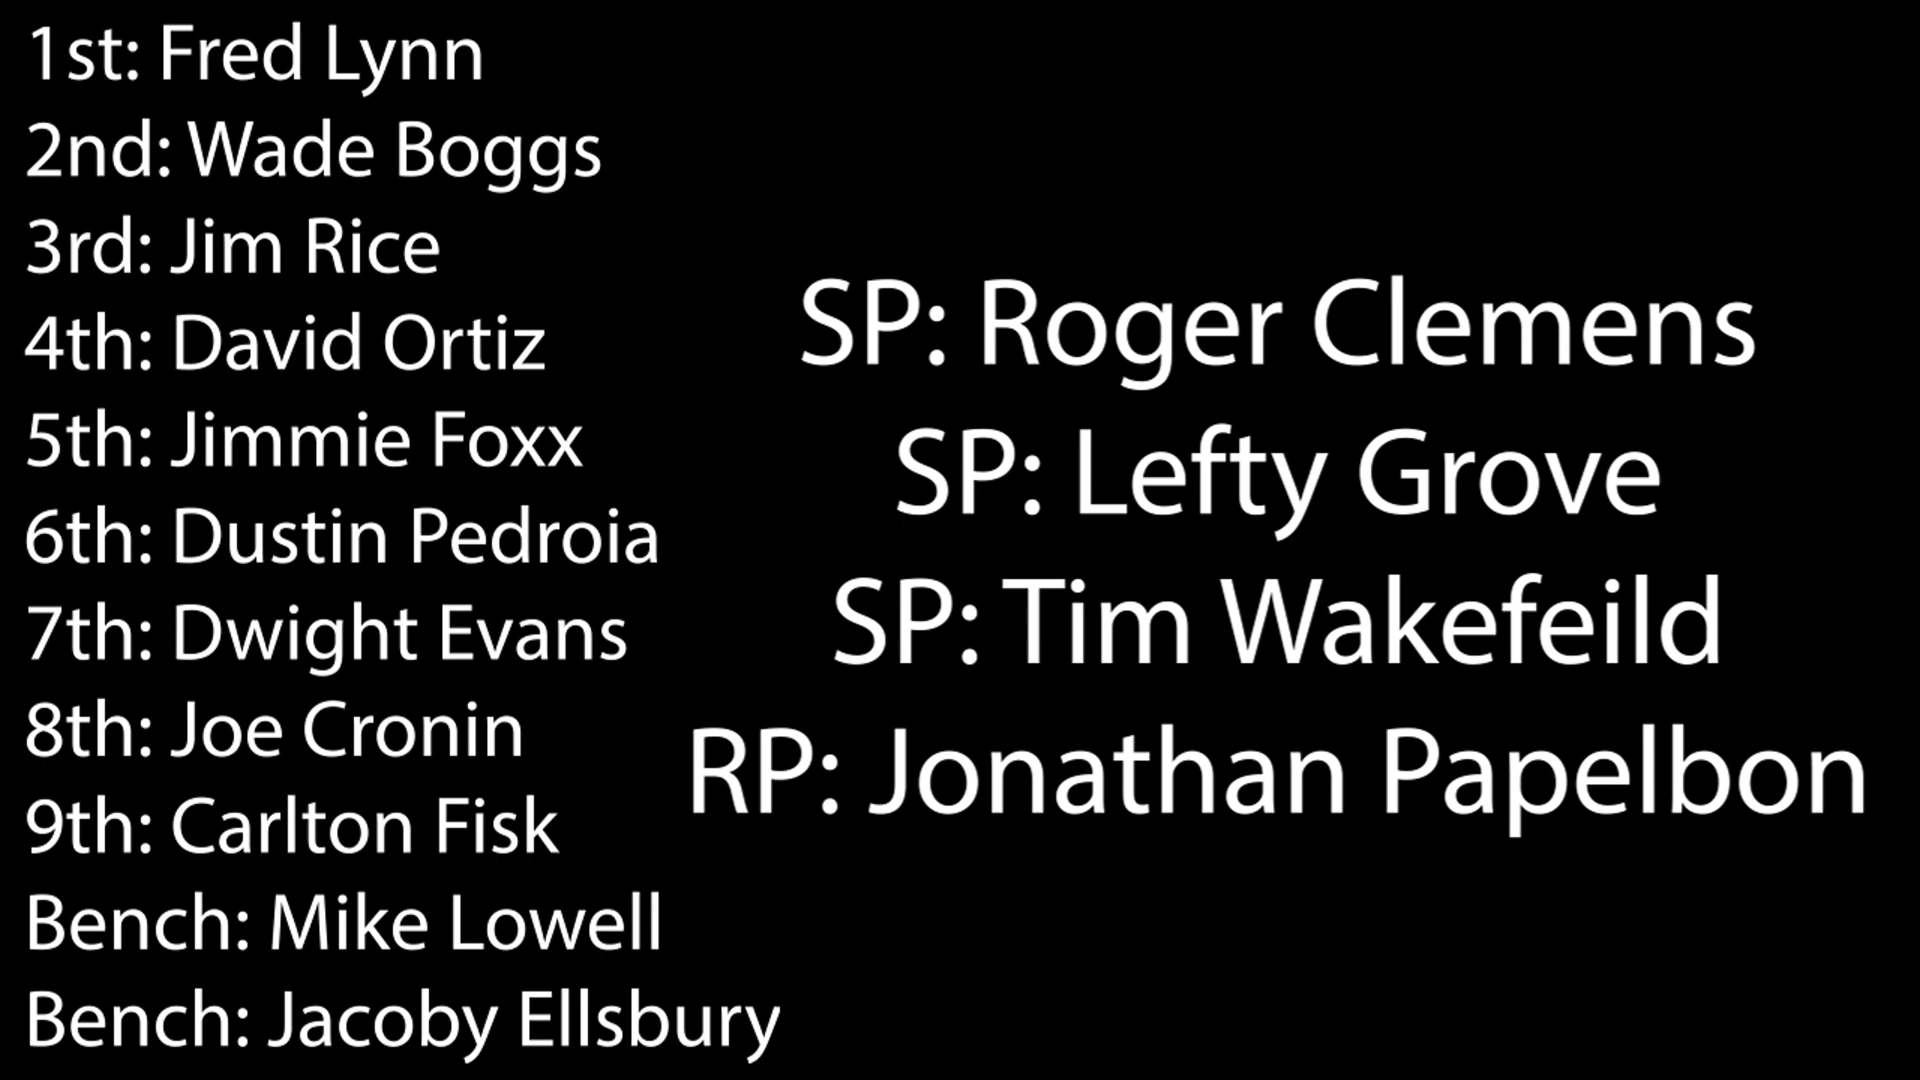 1st: Fred Lynn
2nd: Wade Boggs
3rd: Jim Rice
4th: David Ortiz
5th: Jimmie Foxx
6th: Dustin Pedroia
7th: Dwight Evans
8th: Joe Cronin
9th: Carlton Fisk
Bench: Mike Lowell
Bench: Jacoby Ellsbury
SP: Roger Clemens
SP: Lefty Grove
SP: Tim Wakefeild
RP: Jonathan Papelbon